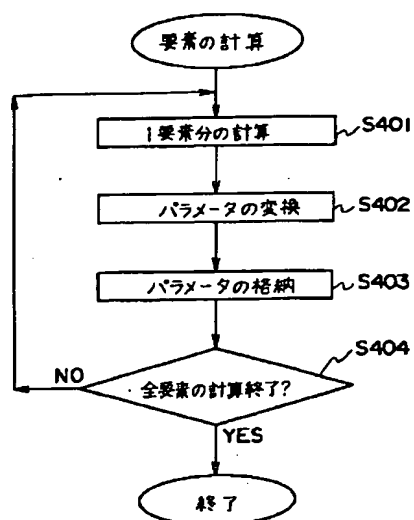 要素の計算
1要素分の計算 S401
パラメータの変換 S402
パラメータの格納 S403
S404
全要素の計算終了?
NO
YES
終了